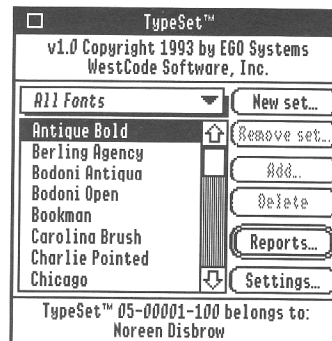 TypeSet™
v1.0 Copyright 1993 by EGO Systems
WestCode Software, Inc.
All Fonts
New set...
Antique Bold
Remove set...
Berling Agency
Bodoni Antiqua
Add...
Bodoni Open
Delete
Bookman
Carolina Brush
Reports...
Charlie Pointed
Chicago
Settings...
TypeSet™ 05-00001-100 belongs to:
Noreen Disbrow